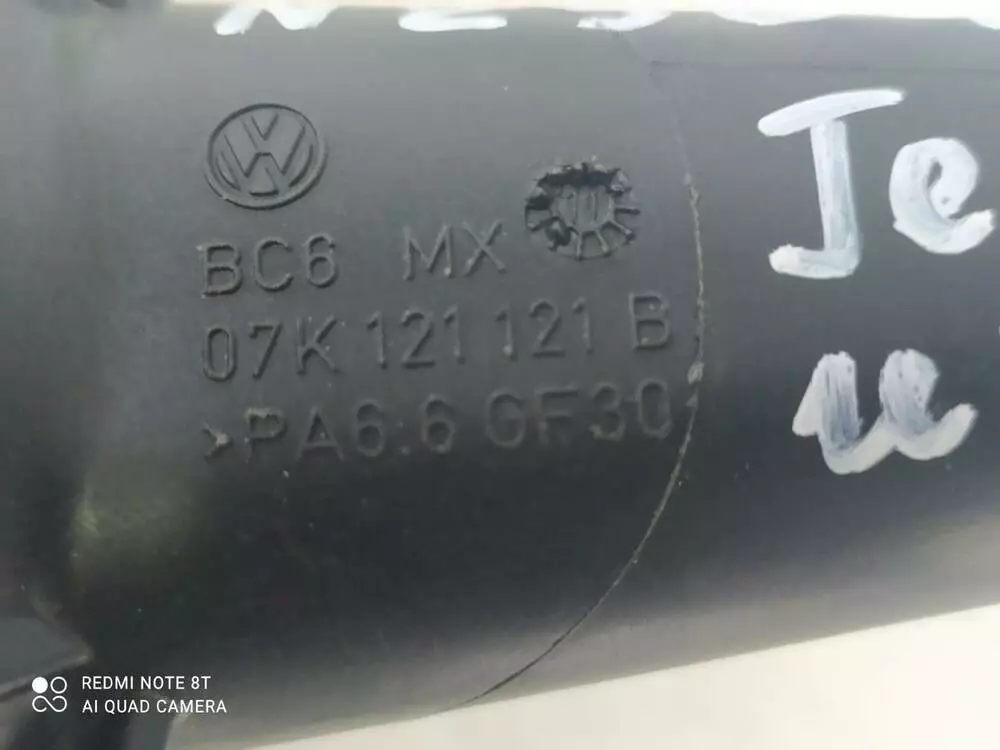 BC6 MX
07K 121 121 B
>PA6.6 GF30
Je
REDMI NOTE 8T
AI QUAD CAMERA